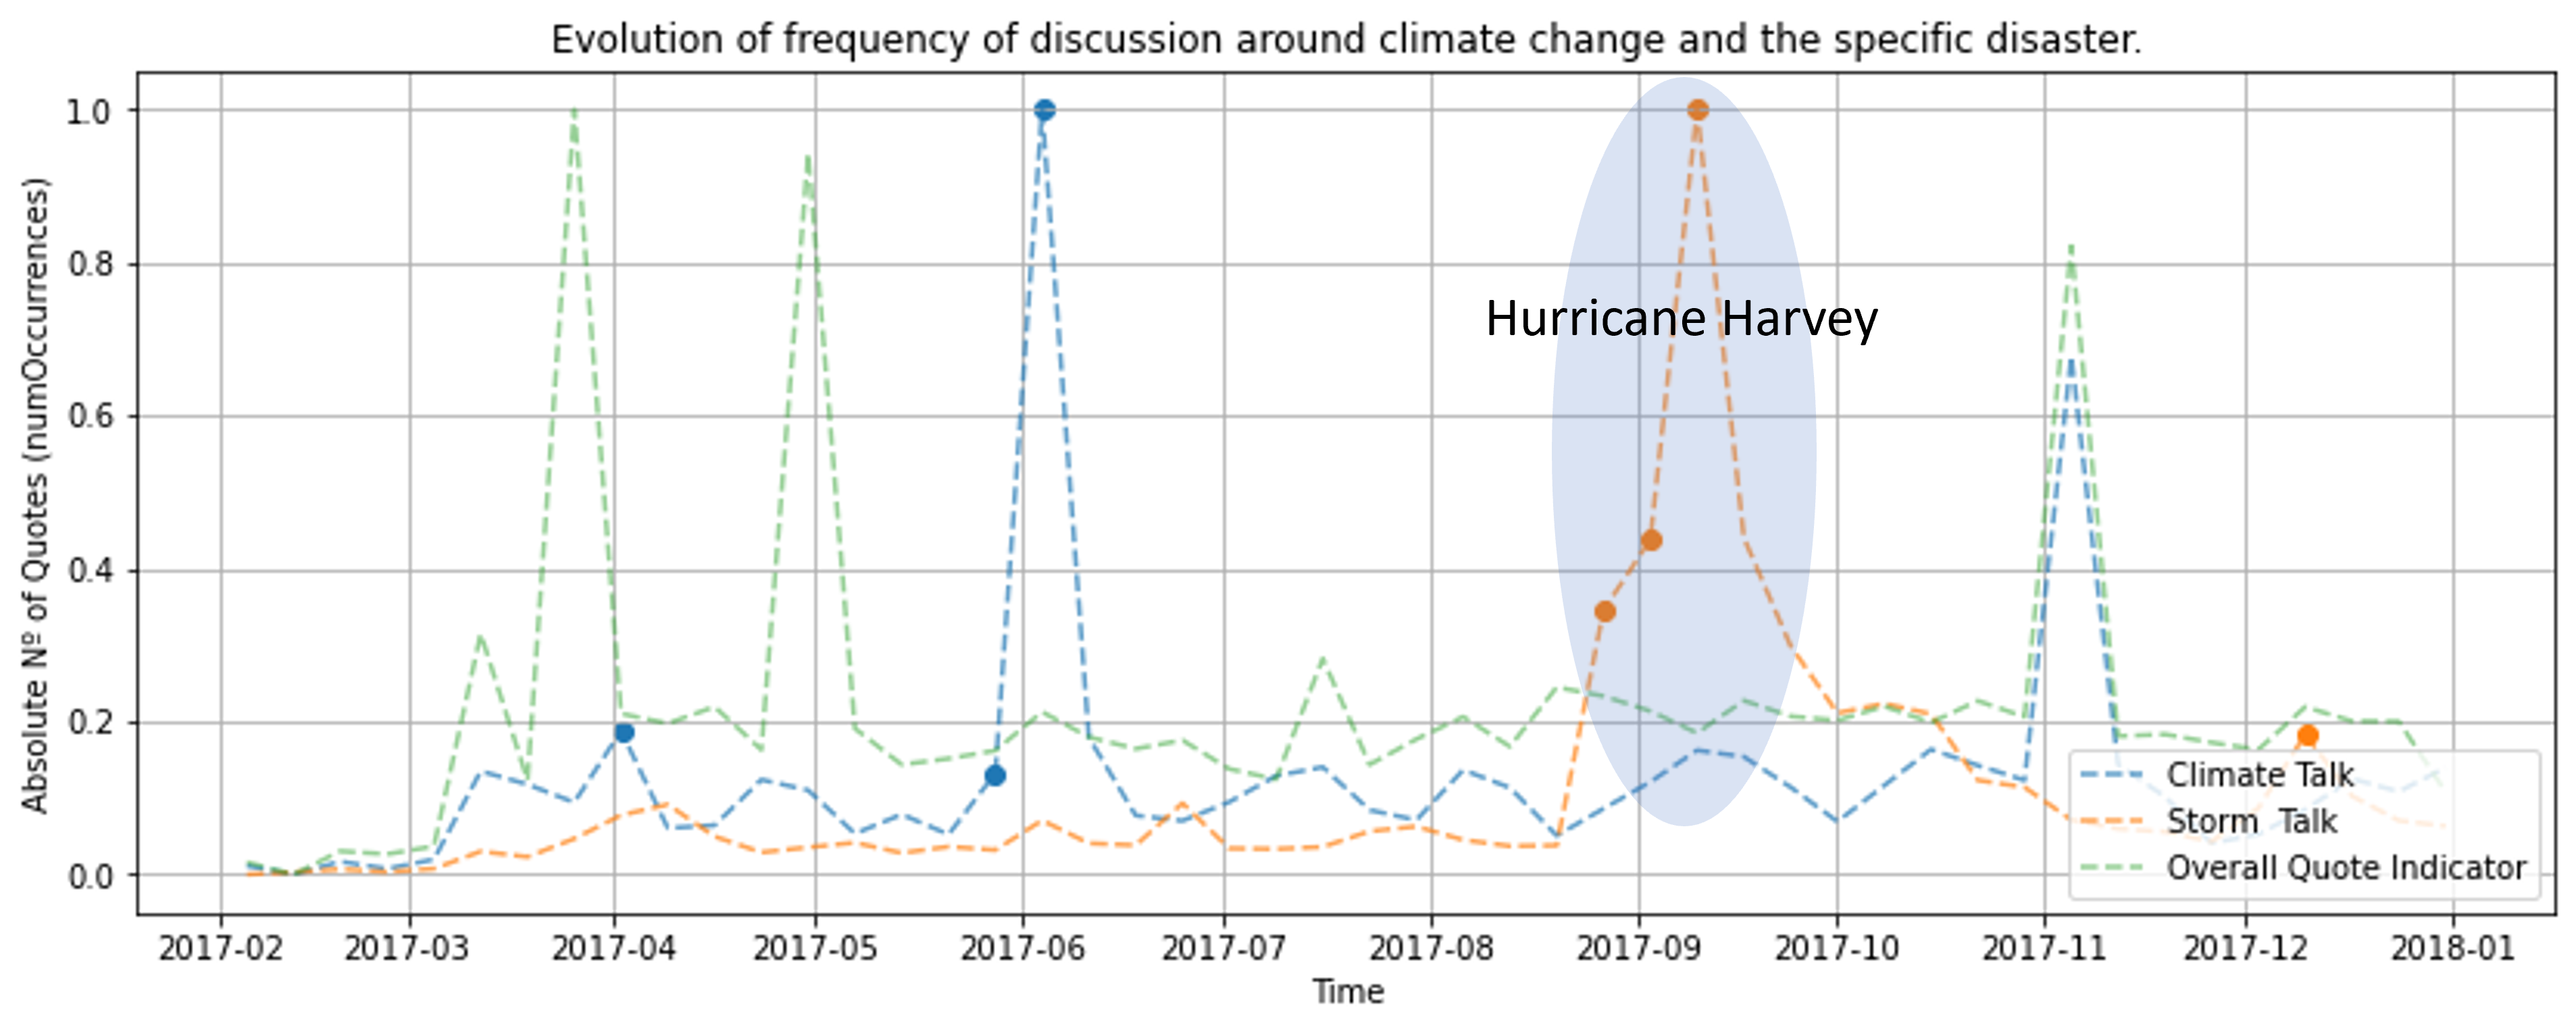 Evolution of frequency of discussion around climate change and the specific disaster.
Absolute Nº of Quotes (numOccurrences)
1.0
0.8
0.6
0.4
0.2
0.0
Hurricane Harvey
Climate Talk
Storm  Talk
Overall Quote Indicator
2017-02 2017-03 2017-04 2017-05 2017-06 2017-07 2017-08 2017-09 2017-10 2017-11 2017-12 2018-01
Time